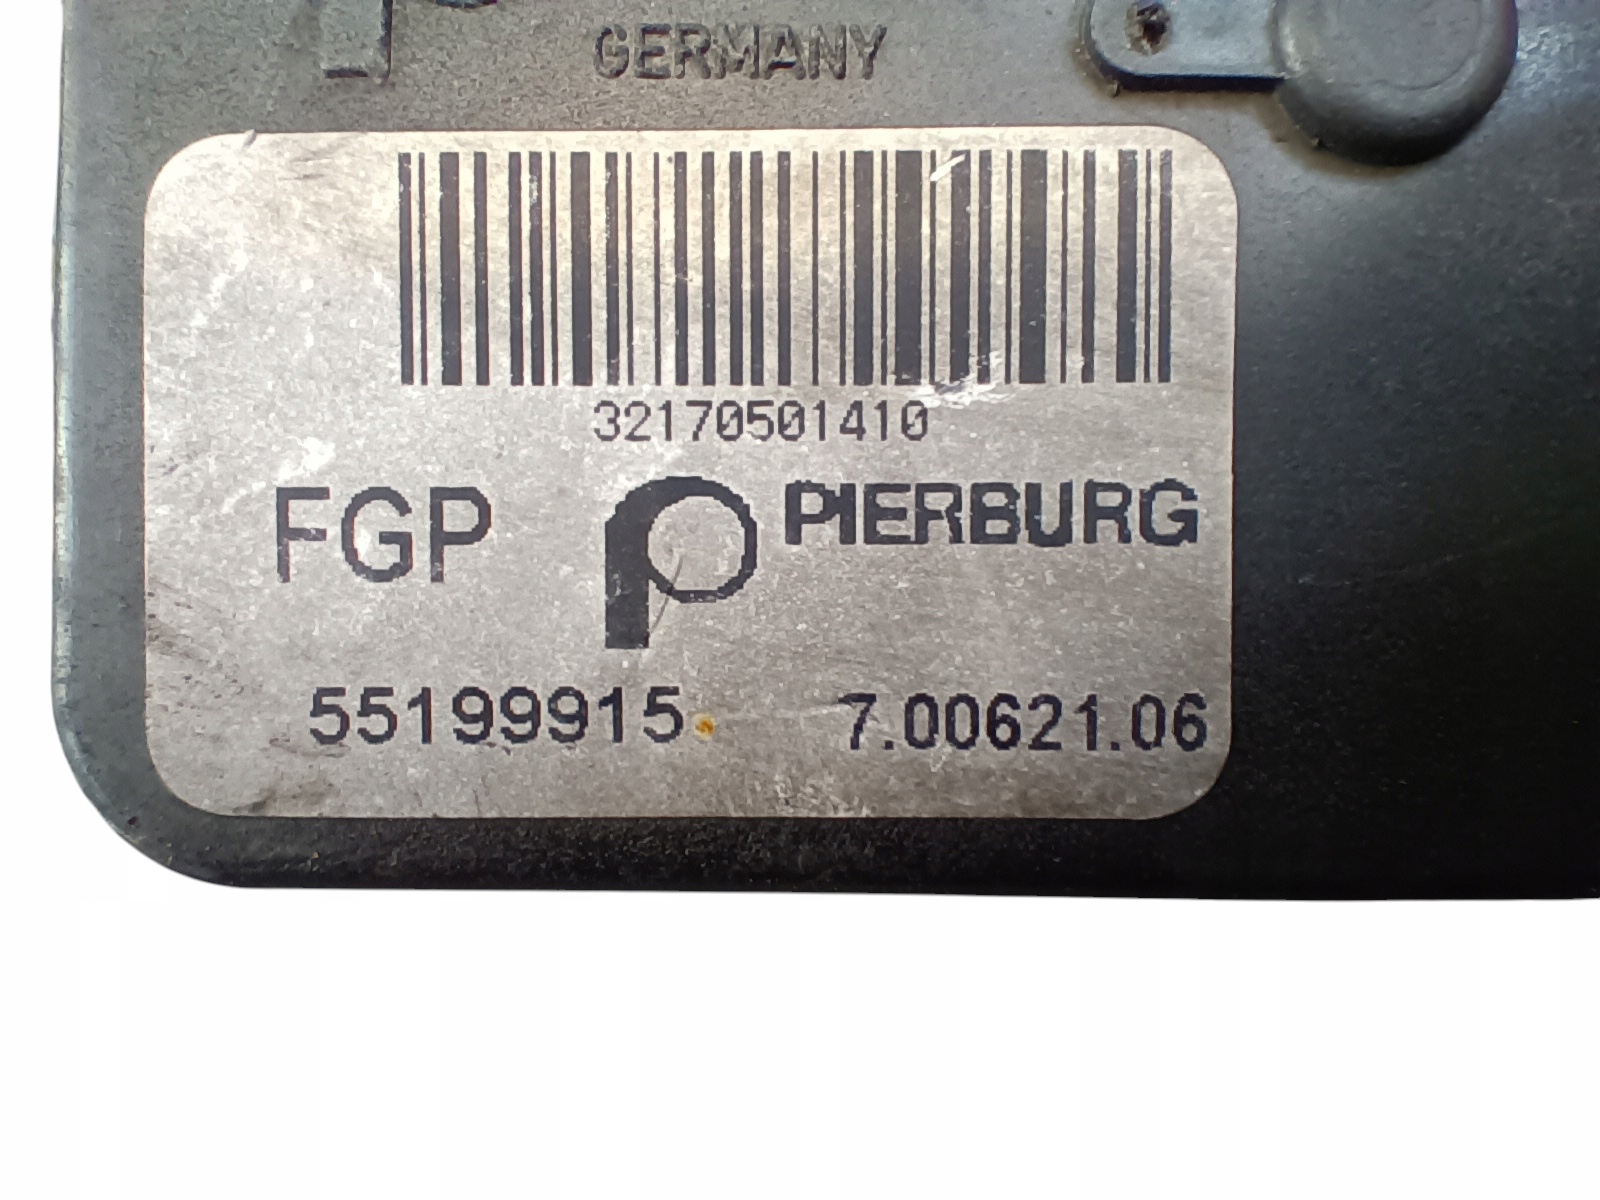 GERMANY
32170501410
FGP PIERBURG
55199915 7.00621.06